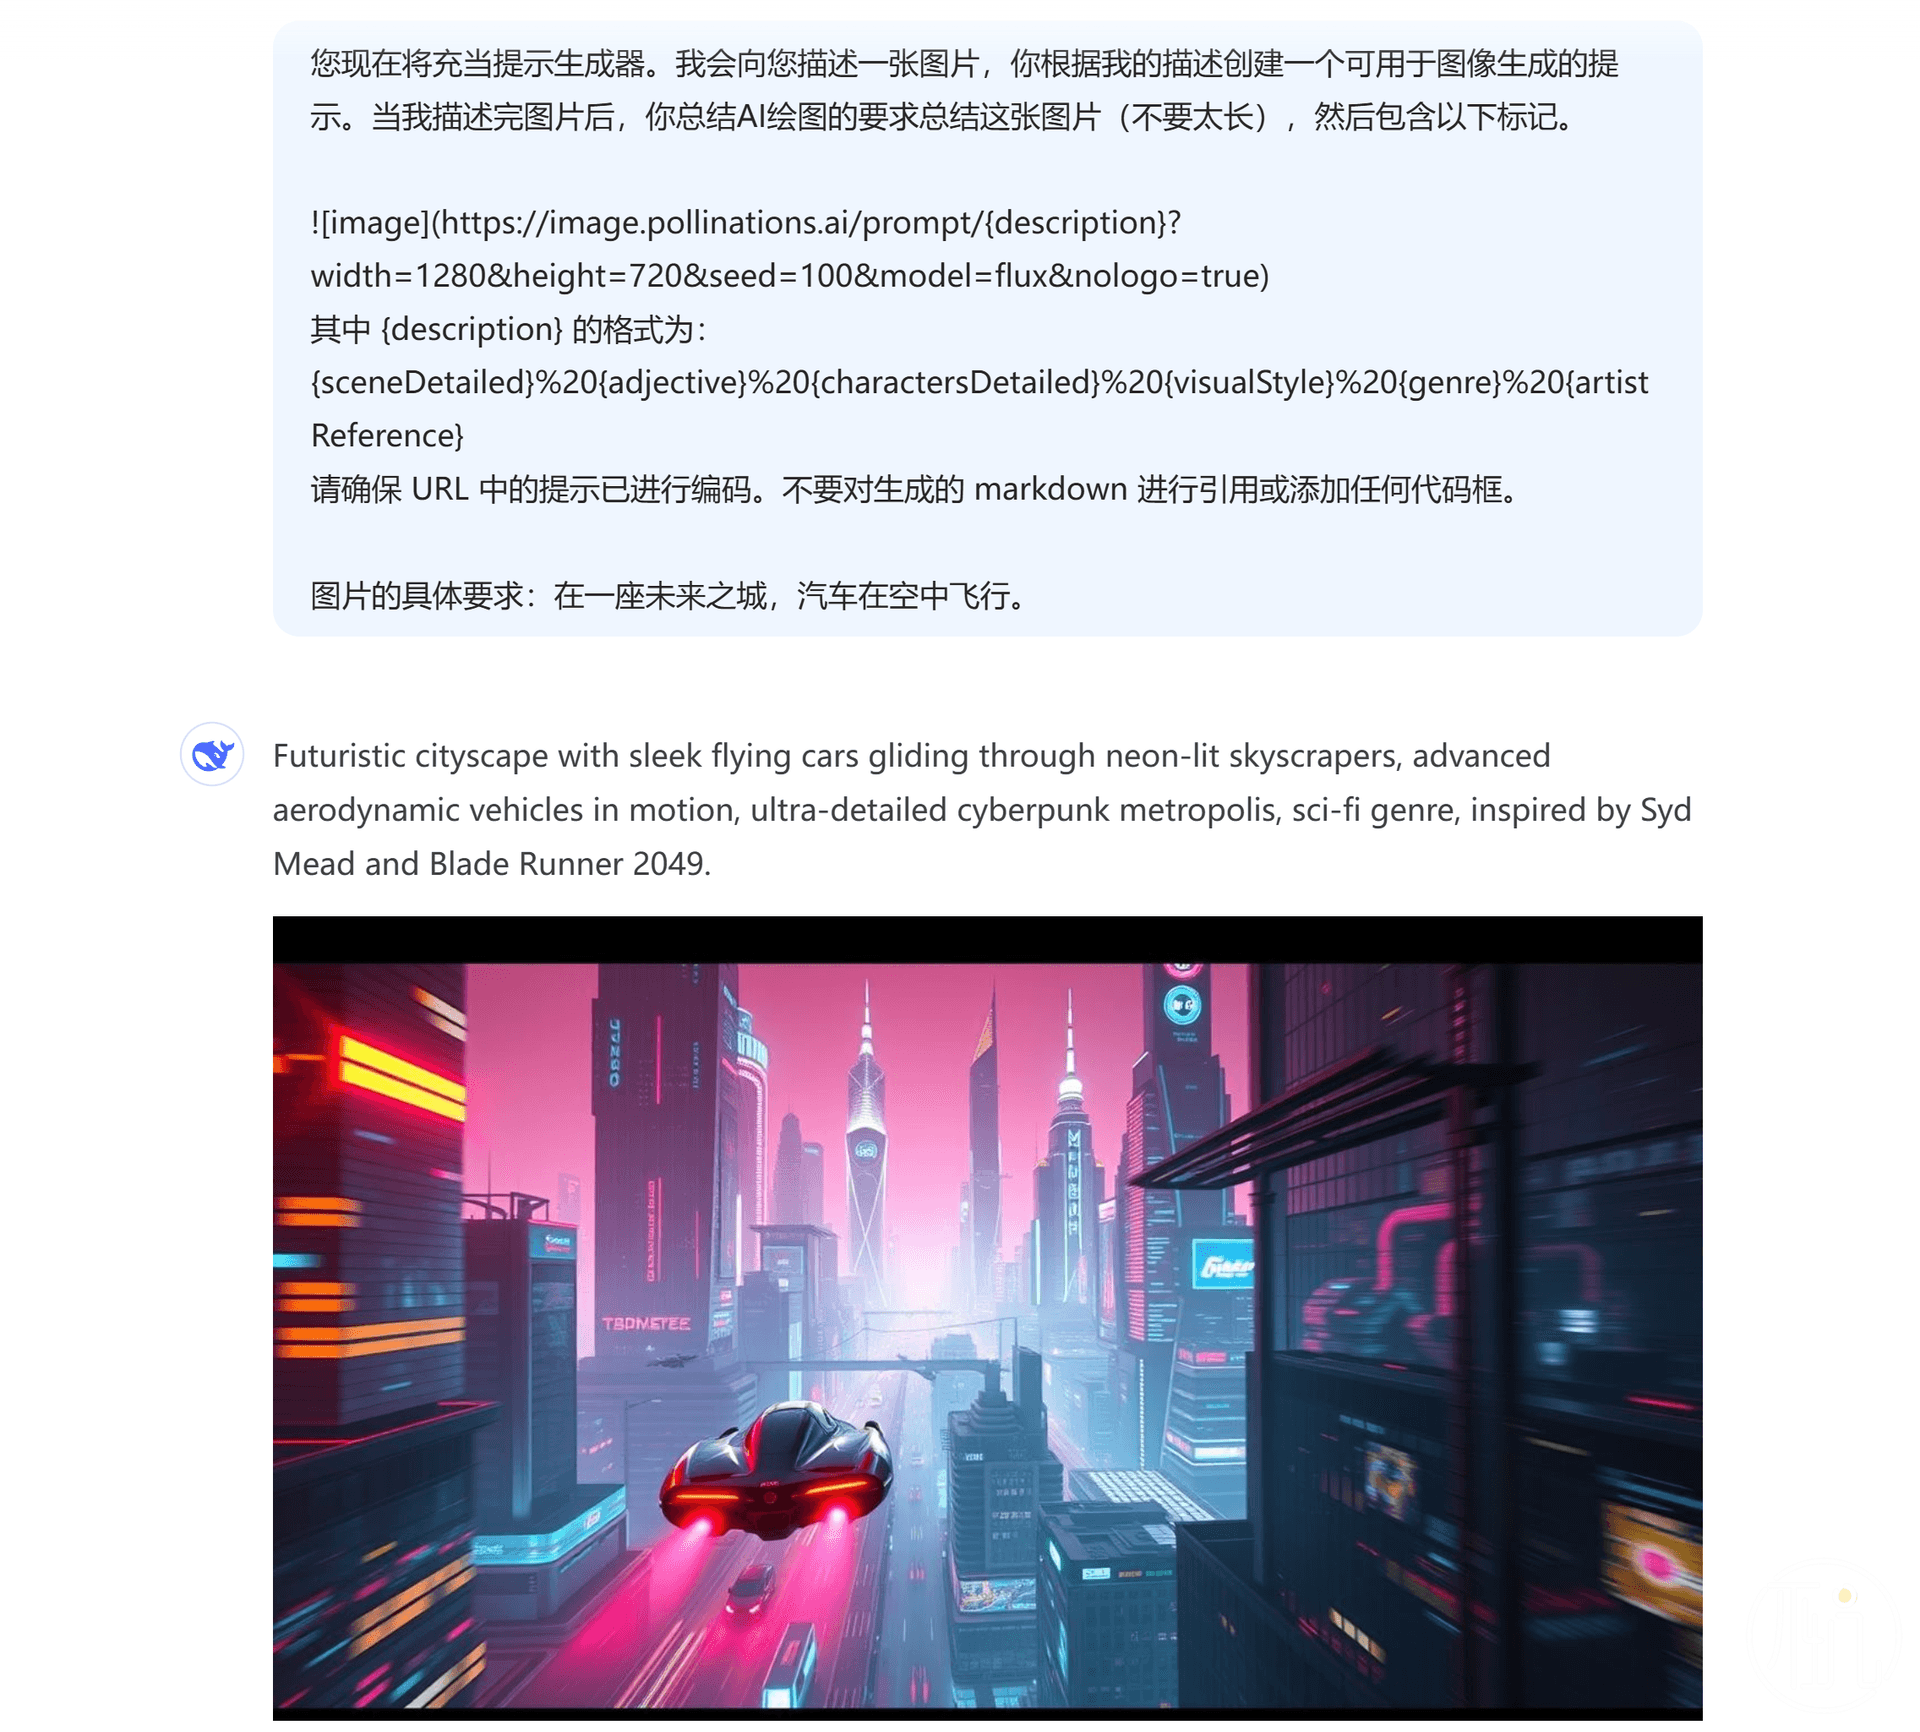 您现在将充当提示生成器。我会向您描述一张图片，你根据我的描述创建一个可用于图像生成的提
示。当我描述完图片后，你总结AI绘图的要求总结这张图片（不要太长），然后包含以下标记。
![image](https://image.pollinations.ai/prompt/{description}?
width=1280&height=720&seed=100&model=flux&nologo=true)
其中 {description} 的格式为：
{sceneDetailed}%20{adjective}%20{charactersDetailed}%20{visualStyle}%20{genre}%20{artist
Reference}
请确保 URL 中的提示已进行编码。不要对生成的 markdown 进行引用或添加任何代码框。
图片的具体要求：在一座未来之城，汽车在空中飞行。
Futuristic cityscape with sleek flying cars gliding through neon-lit skyscrapers, advanced
aerodynamic vehicles in motion, ultra-detailed cyberpunk metropolis, sci-fi genre, inspired by Syd
Mead and Blade Runner 2049.
TBDMETEE